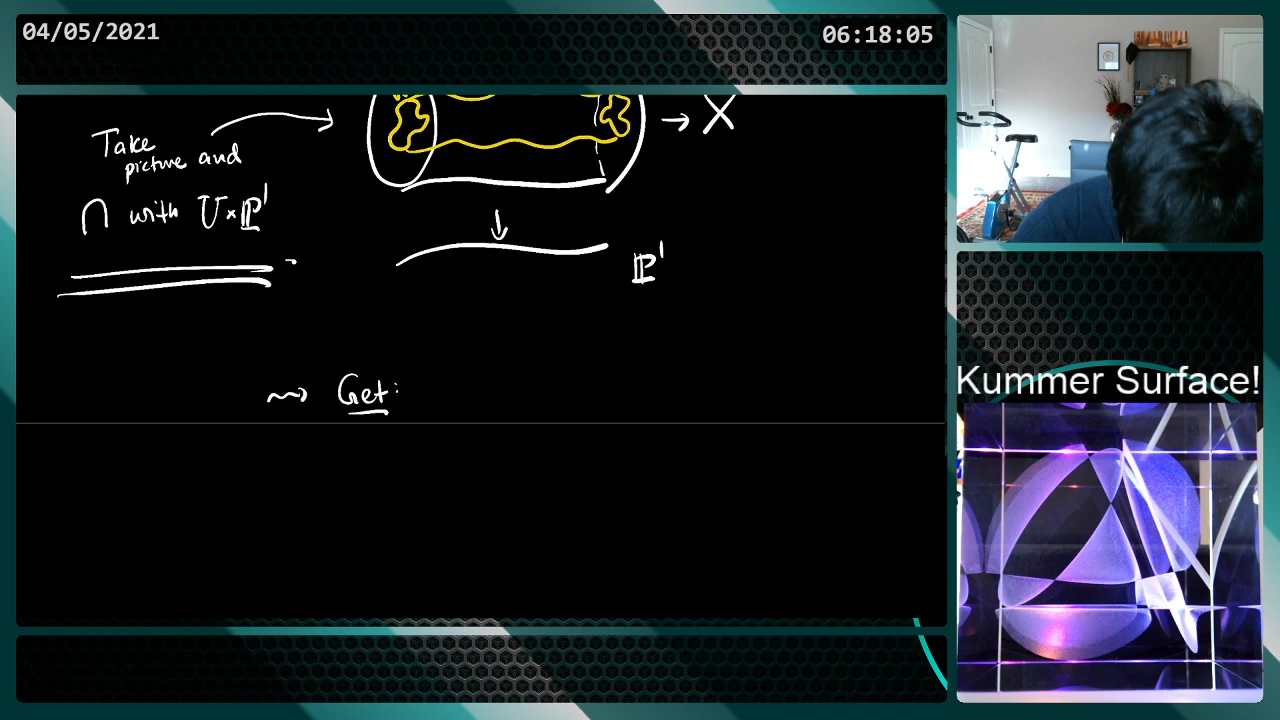 04/05/2021
06:18:05
Take
picture and
∩ with U×ℙ¹
→ X
↓
ℙ¹
⇝ Get:
Kummer Surface!